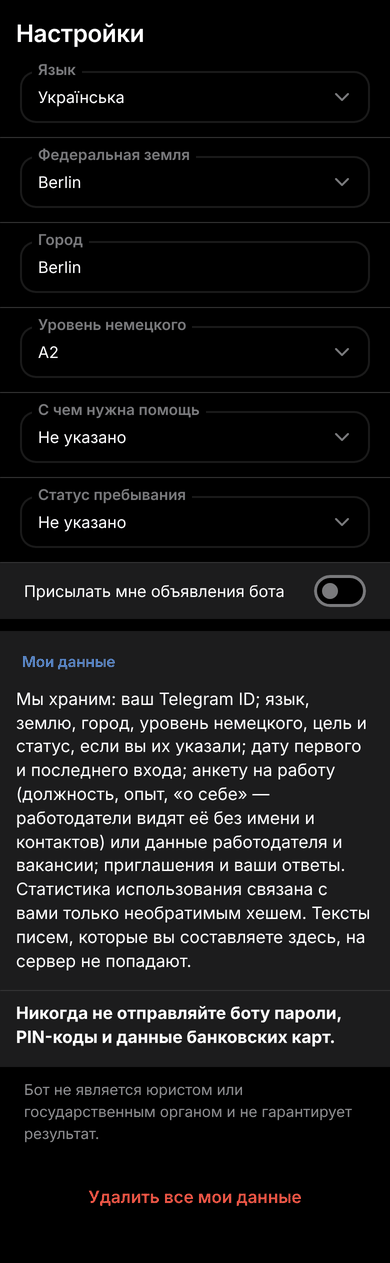 Настройки
Язык
Українська
Федеральная земля
Berlin
Город
Berlin
Уровень немецкого
A2
С чем нужна помощь
Не указано
Статус пребывания
Не указано
Присылать мне объявления бота
Мои данные
Мы храним: ваш Telegram ID; язык,
землю, город, уровень немецкого, цель и
статус, если вы их указали; дату первого
и последнего входа; анкету на работу
(должность, опыт, «о себе» —
работодатели видят её без имени и
контактов) или данные работодателя и
вакансии; приглашения и ваши ответы.
Статистика использования связана с
вами только необратимым хешем. Тексты
писем, которые вы составляете здесь, на
сервер не попадают.
Никогда не отправляйте боту пароли,
PIN-коды и данные банковских карт.
Бот не является юристом или
государственным органом и не гарантирует
результат.
Удалить все мои данные